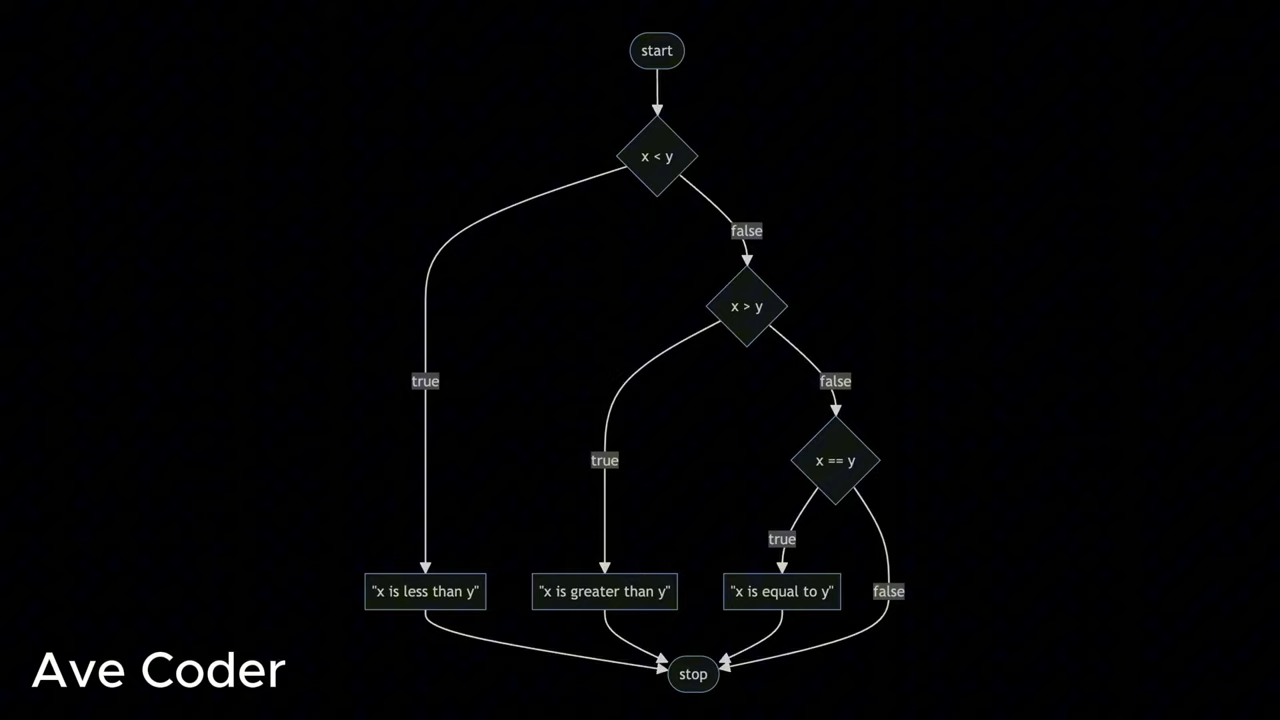 start
x < y
false
x > y
true
false
true
x == y
true
"x is less than y"
"x is greater than y"
"x is equal to y"
false
stop
Ave Coder